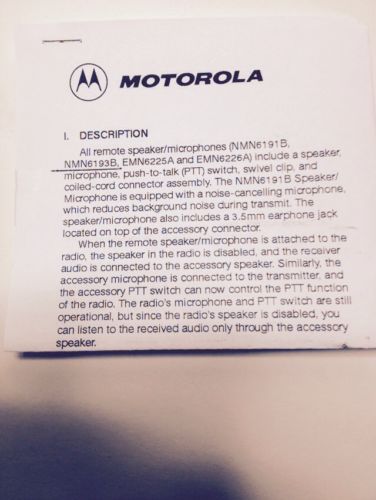 MOTOROLA
I. DESCRIPTION
All remote speaker/microphones (NMN6191B,
NMN6193B, EMN6225A and EMN6226A) include a speaker,
microphone, push-to-talk (PTT) switch, swivel clip, and
coiled-cord connector assembly. The NMN6191B Speaker/
Microphone is equipped with a noise-cancelling microphone,
which reduces background noise during transmit. The
speaker/microphone also includes a 3.5mm earphone jack
located on top of the accessory connector.
When the remote speaker/microphone is attached to the
radio, the speaker in the radio is disabled, and the receiver
audio is connected to the accessory speaker. Similarly, the
accessory microphone is connected to the transmitter, and
the accessory PTT switch can now control the PTT function
of the radio. The radio's microphone and PTT switch are still
operational, but since the radio's speaker is disabled, you
can listen to the received audio only through the accessory
speaker.